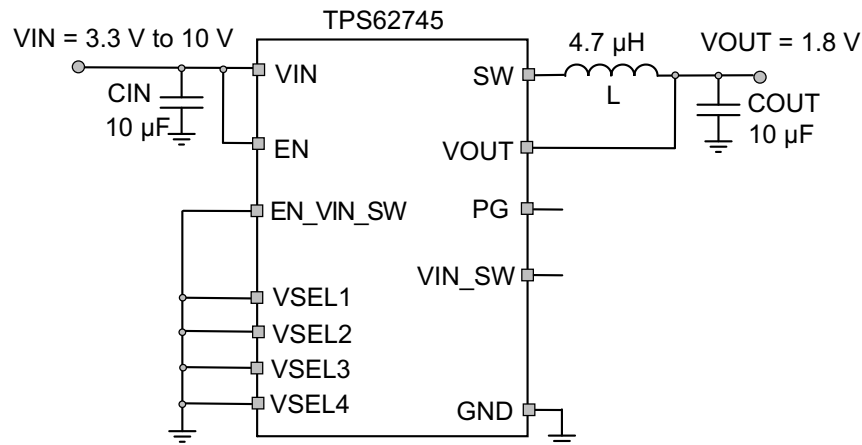 TPS62745
VIN = 3.3 V to 10 V
4.7 µH
VOUT = 1.8 V
VIN
SW
CIN
10 µF
L
COUT
10 µF
EN
VOUT
EN_VIN_SW
PG
VIN_SW
VSEL1
VSEL2
VSEL3
VSEL4
GND